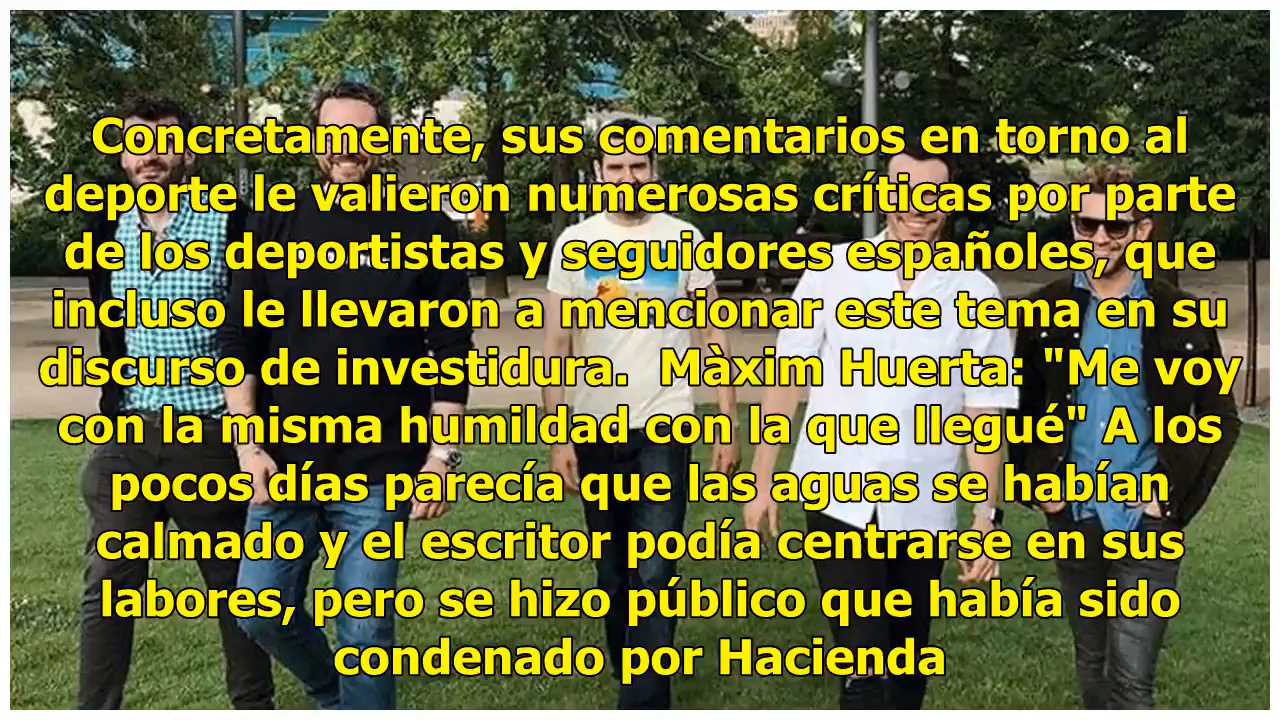 Concretamente, sus comentarios en torno al
deporte le valieron numerosas críticas por parte
de los deportistas y seguidores españoles, que
incluso le llevaron a mencionar este tema en su
discurso de investidura.  Màxim Huerta: "Me voy
con la misma humildad con la que llegué" A los
pocos días parecía que las aguas se habían
calmado y el escritor podía centrarse en sus
labores, pero se hizo público que había sido
condenado por Hacienda